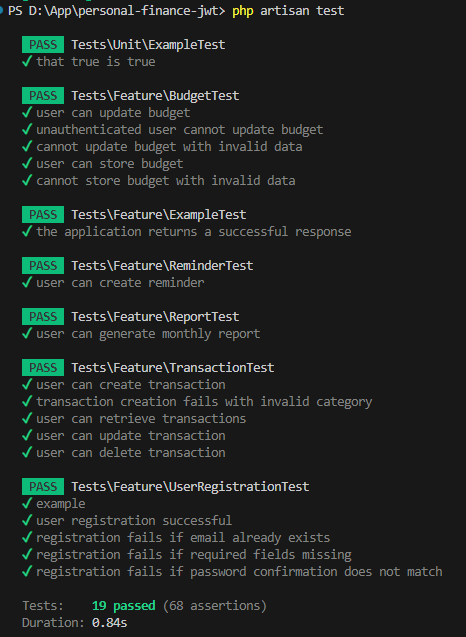 PS D:\App\personal-finance-jwt> php artisan test
PASS Tests\Unit\ExampleTest
✓ that true is true
PASS Tests\Feature\BudgetTest
✓ user can update budget
✓ unauthenticated user cannot update budget
✓ cannot update budget with invalid data
✓ user can store budget
✓ cannot store budget with invalid data
PASS Tests\Feature\ExampleTest
✓ the application returns a successful response
PASS Tests\Feature\ReminderTest
✓ user can create reminder
PASS Tests\Feature\ReportTest
✓ user can generate monthly report
PASS Tests\Feature\TransactionTest
✓ user can create transaction
✓ transaction creation fails with invalid category
✓ user can retrieve transactions
✓ user can update transaction
✓ user can delete transaction
PASS Tests\Feature\UserRegistrationTest
✓ example
✓ user registration successful
✓ registration fails if email already exists
✓ registration fails if required fields missing
✓ registration fails if password confirmation does not match
Tests: 19 passed (68 assertions)
Duration: 0.84s